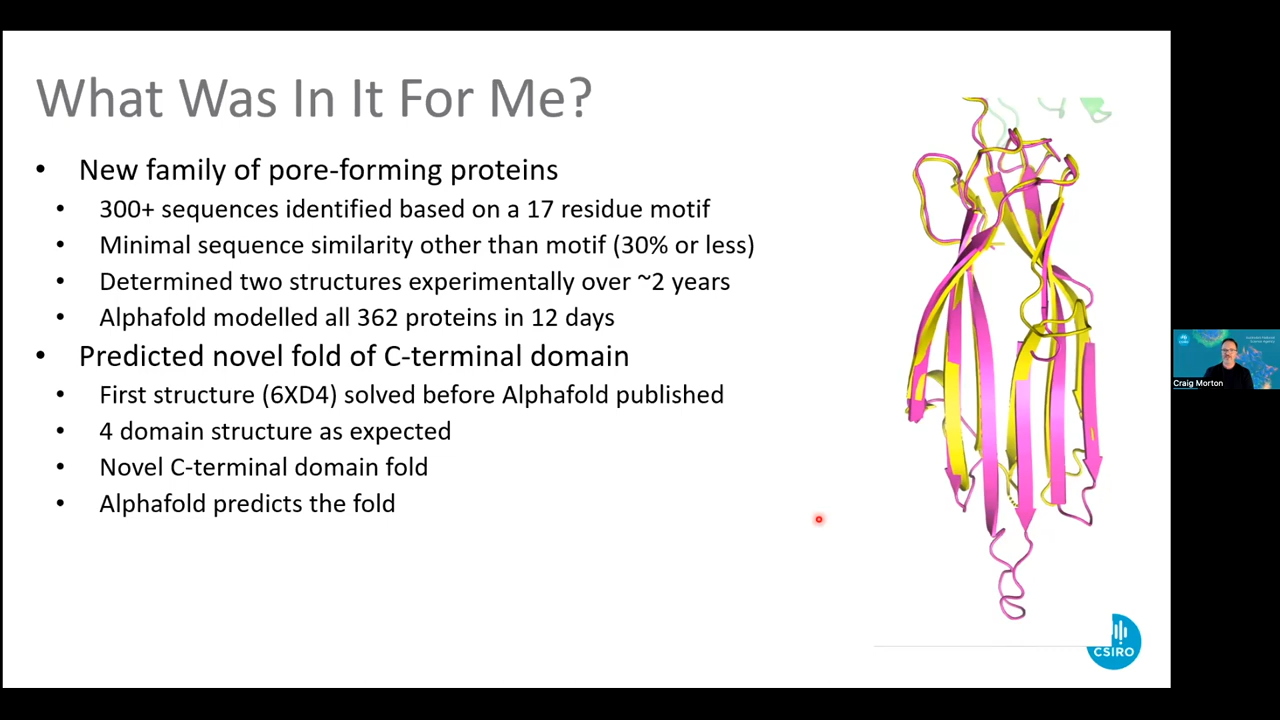 What Was In It For Me?
• New family of pore-forming proteins
• 300+ sequences identified based on a 17 residue motif
• Minimal sequence similarity other than motif (30% or less)
• Determined two structures experimentally over ~2 years
• Alphafold modelled all 362 proteins in 12 days
• Predicted novel fold of C-terminal domain
• First structure (6XD4) solved before Alphafold published
• 4 domain structure as expected
• Novel C-terminal domain fold
• Alphafold predicts the fold
CSIRO
Craig Morton